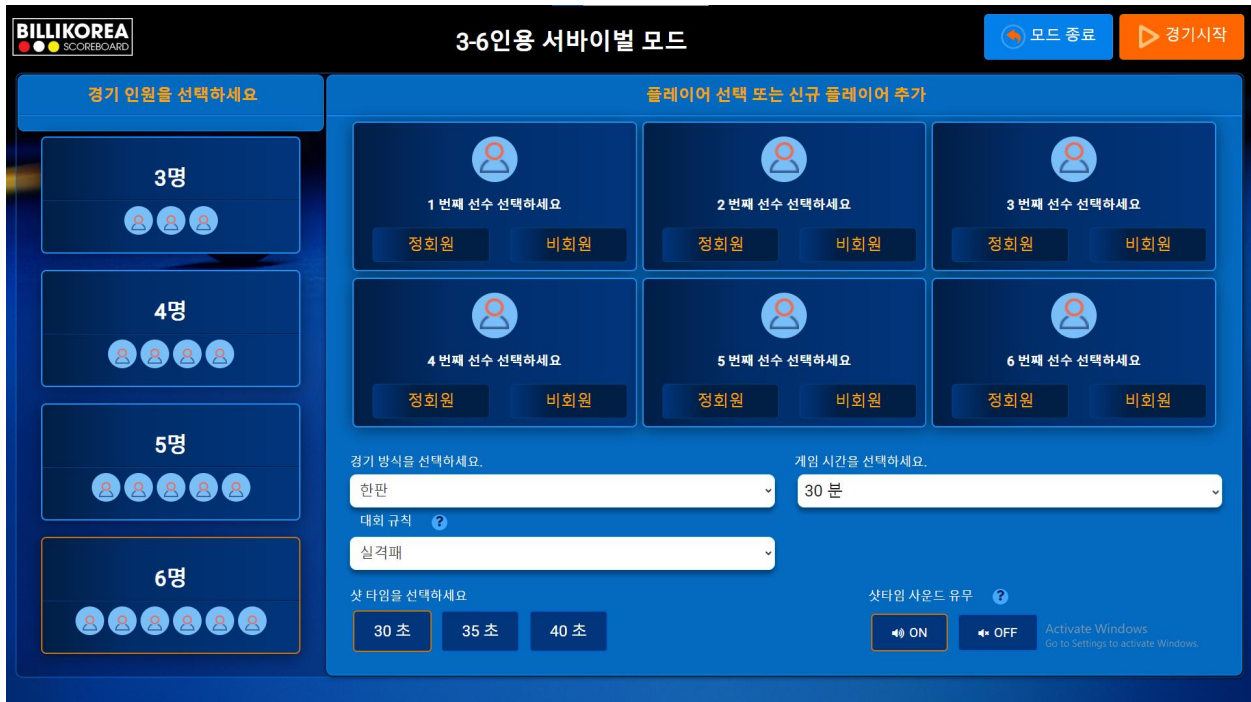 BILLIKOREA
SCOREBOARD
3-6인용 서바이벌 모드
모드 종료
경기시작
경기 인원을 선택하세요
플레이어 선택 또는 신규 플레이어 추가
3명
4명
5명
6명
1 번째 선수 선택하세요
정회원 비회원
2 번째 선수 선택하세요
정회원 비회원
3 번째 선수 선택하세요
정회원 비회원
4 번째 선수 선택하세요
정회원 비회원
5 번째 선수 선택하세요
정회원 비회원
6 번째 선수 선택하세요
정회원 비회원
경기 방식을 선택하세요.
한판
게임 시간을 선택하세요.
30 분
대회 규칙 ?
실격패
샷 타임을 선택하세요
30 초 35 초 40 초
샷타임 사운드 유무 ?
ON OFF
Activate Windows
Go to Settings to activate Windows.